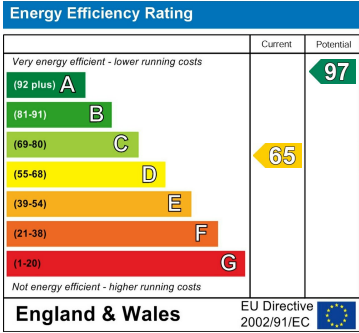 Energy Efficiency Rating
Current Potential
Very energy efficient - lower running costs
(92 plus) A
97
(81-91) B
(69-80) C
65
(55-68) D
(39-54) E
(21-38) F
(1-20) G
Not energy efficient - higher running costs
England & Wales
EU Directive
2002/91/EC